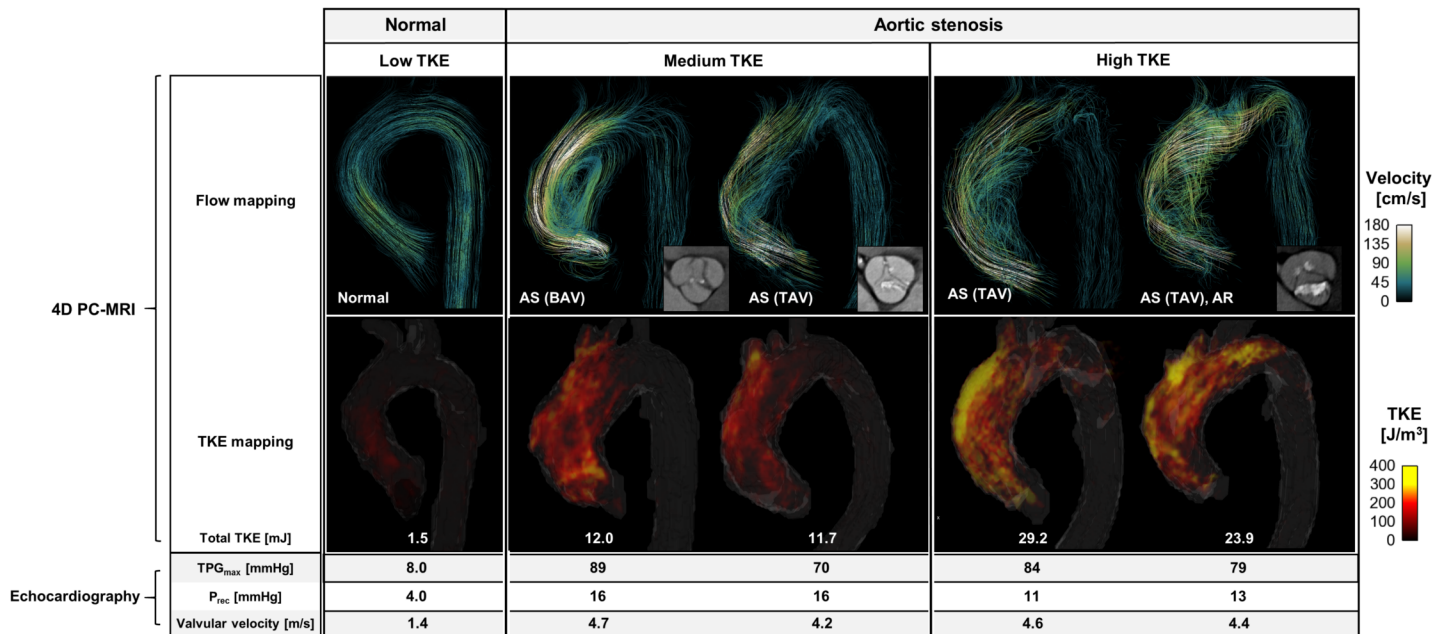 Normal Aortic stenosis
Low TKE Medium TKE High TKE
4D PC-MRI
Flow mapping
Normal
AS (BAV)
AS (TAV)
AS (TAV)
AS (TAV), AR
Velocity
[cm/s]
180
135
90
45
0
TKE mapping
TKE
[J/m³]
400
300
200
100
0
Total TKE [mJ] 1.5 12.0 11.7 29.2 23.9
Echocardiography
TPGmax [mmHg] 8.0 89 70 84 79
Prec [mmHg] 4.0 16 16 11 13
Valvular velocity [m/s] 1.4 4.7 4.2 4.6 4.4